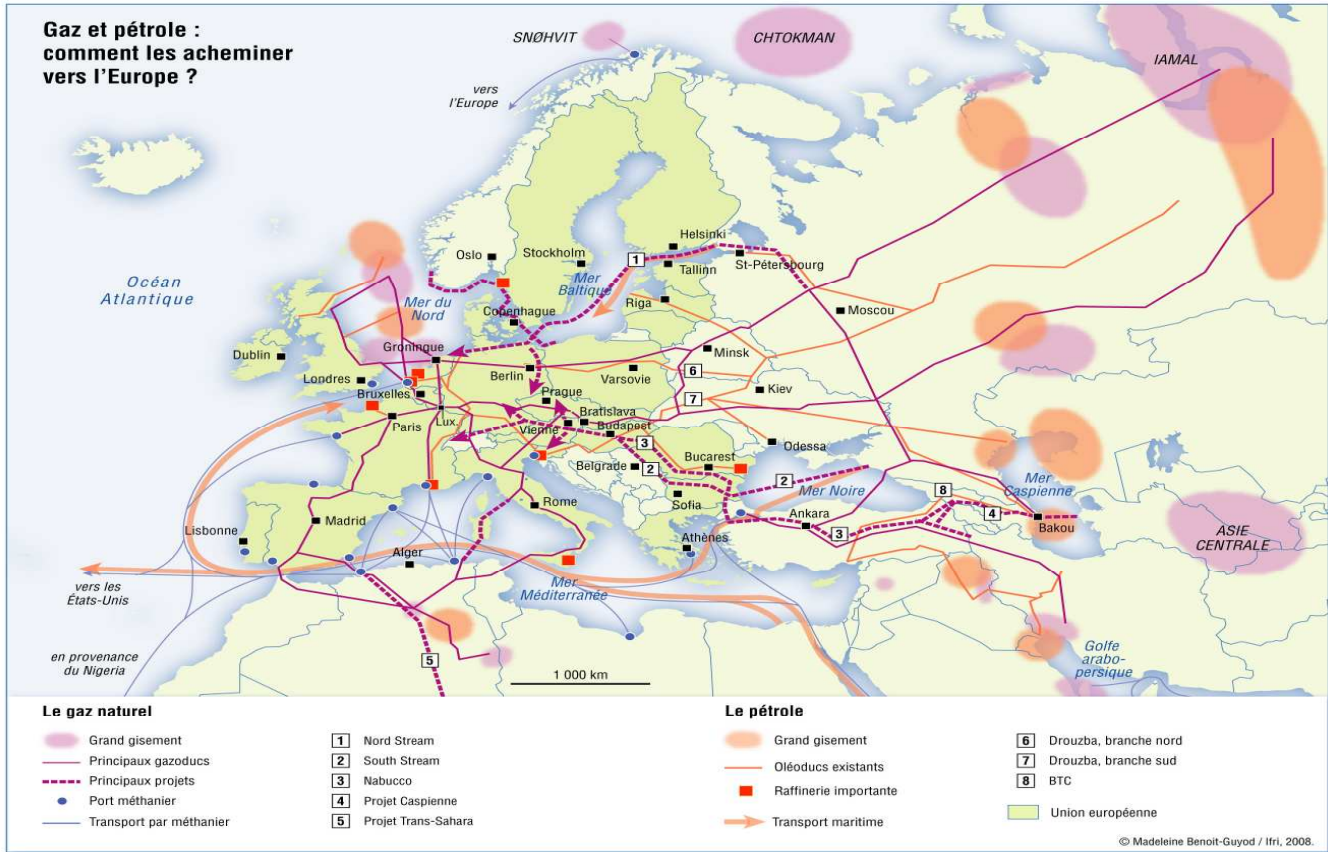 Gaz et pétrole :
comment les acheminer
vers l'Europe ?
SNØHVIT
CHTOKMAN
IAMAL
vers
l'Europe
Océan
Atlantique
Oslo
Stockholm
Helsinki
1
Tallinn
St-Pétersbourg
Mer
Baltique
Mer du
Nord
Riga
Moscou
Copenhague
Dublin
Groningue
Minsk
Londres
Berlin
Varsovie
6
Bruxelles
Prague
7
Kiev
Paris
Lux.
Bratislava
Vienne
Budapest
Odessa
3
Belgrade
2
Bucarest
2
Mer Noire
8
Mer
Caspienne
Sofia
Rome
Madrid
Lisbonne
Ankara
4
Bakou
3
ASIE
CENTRALE
Alger
Athènes
vers les
États-Unis
Mer
Méditerranée
en provenance
du Nigeria
5
1 000 km
Golfe
arabo-
persique
Le gaz naturel
Grand gisement
Principaux gazoducs
Principaux projets
Port méthanier
Transport par méthanier
1 Nord Stream
2 South Stream
3 Nabucco
4 Projet Caspienne
5 Projet Trans-Sahara
Le pétrole
Grand gisement
Oléoducs existants
Raffinerie importante
Transport maritime
6 Drouzba, branche nord
7 Drouzba, branche sud
8 BTC
Union européenne
© Madeleine Benoit-Guyod / Ifri, 2008.